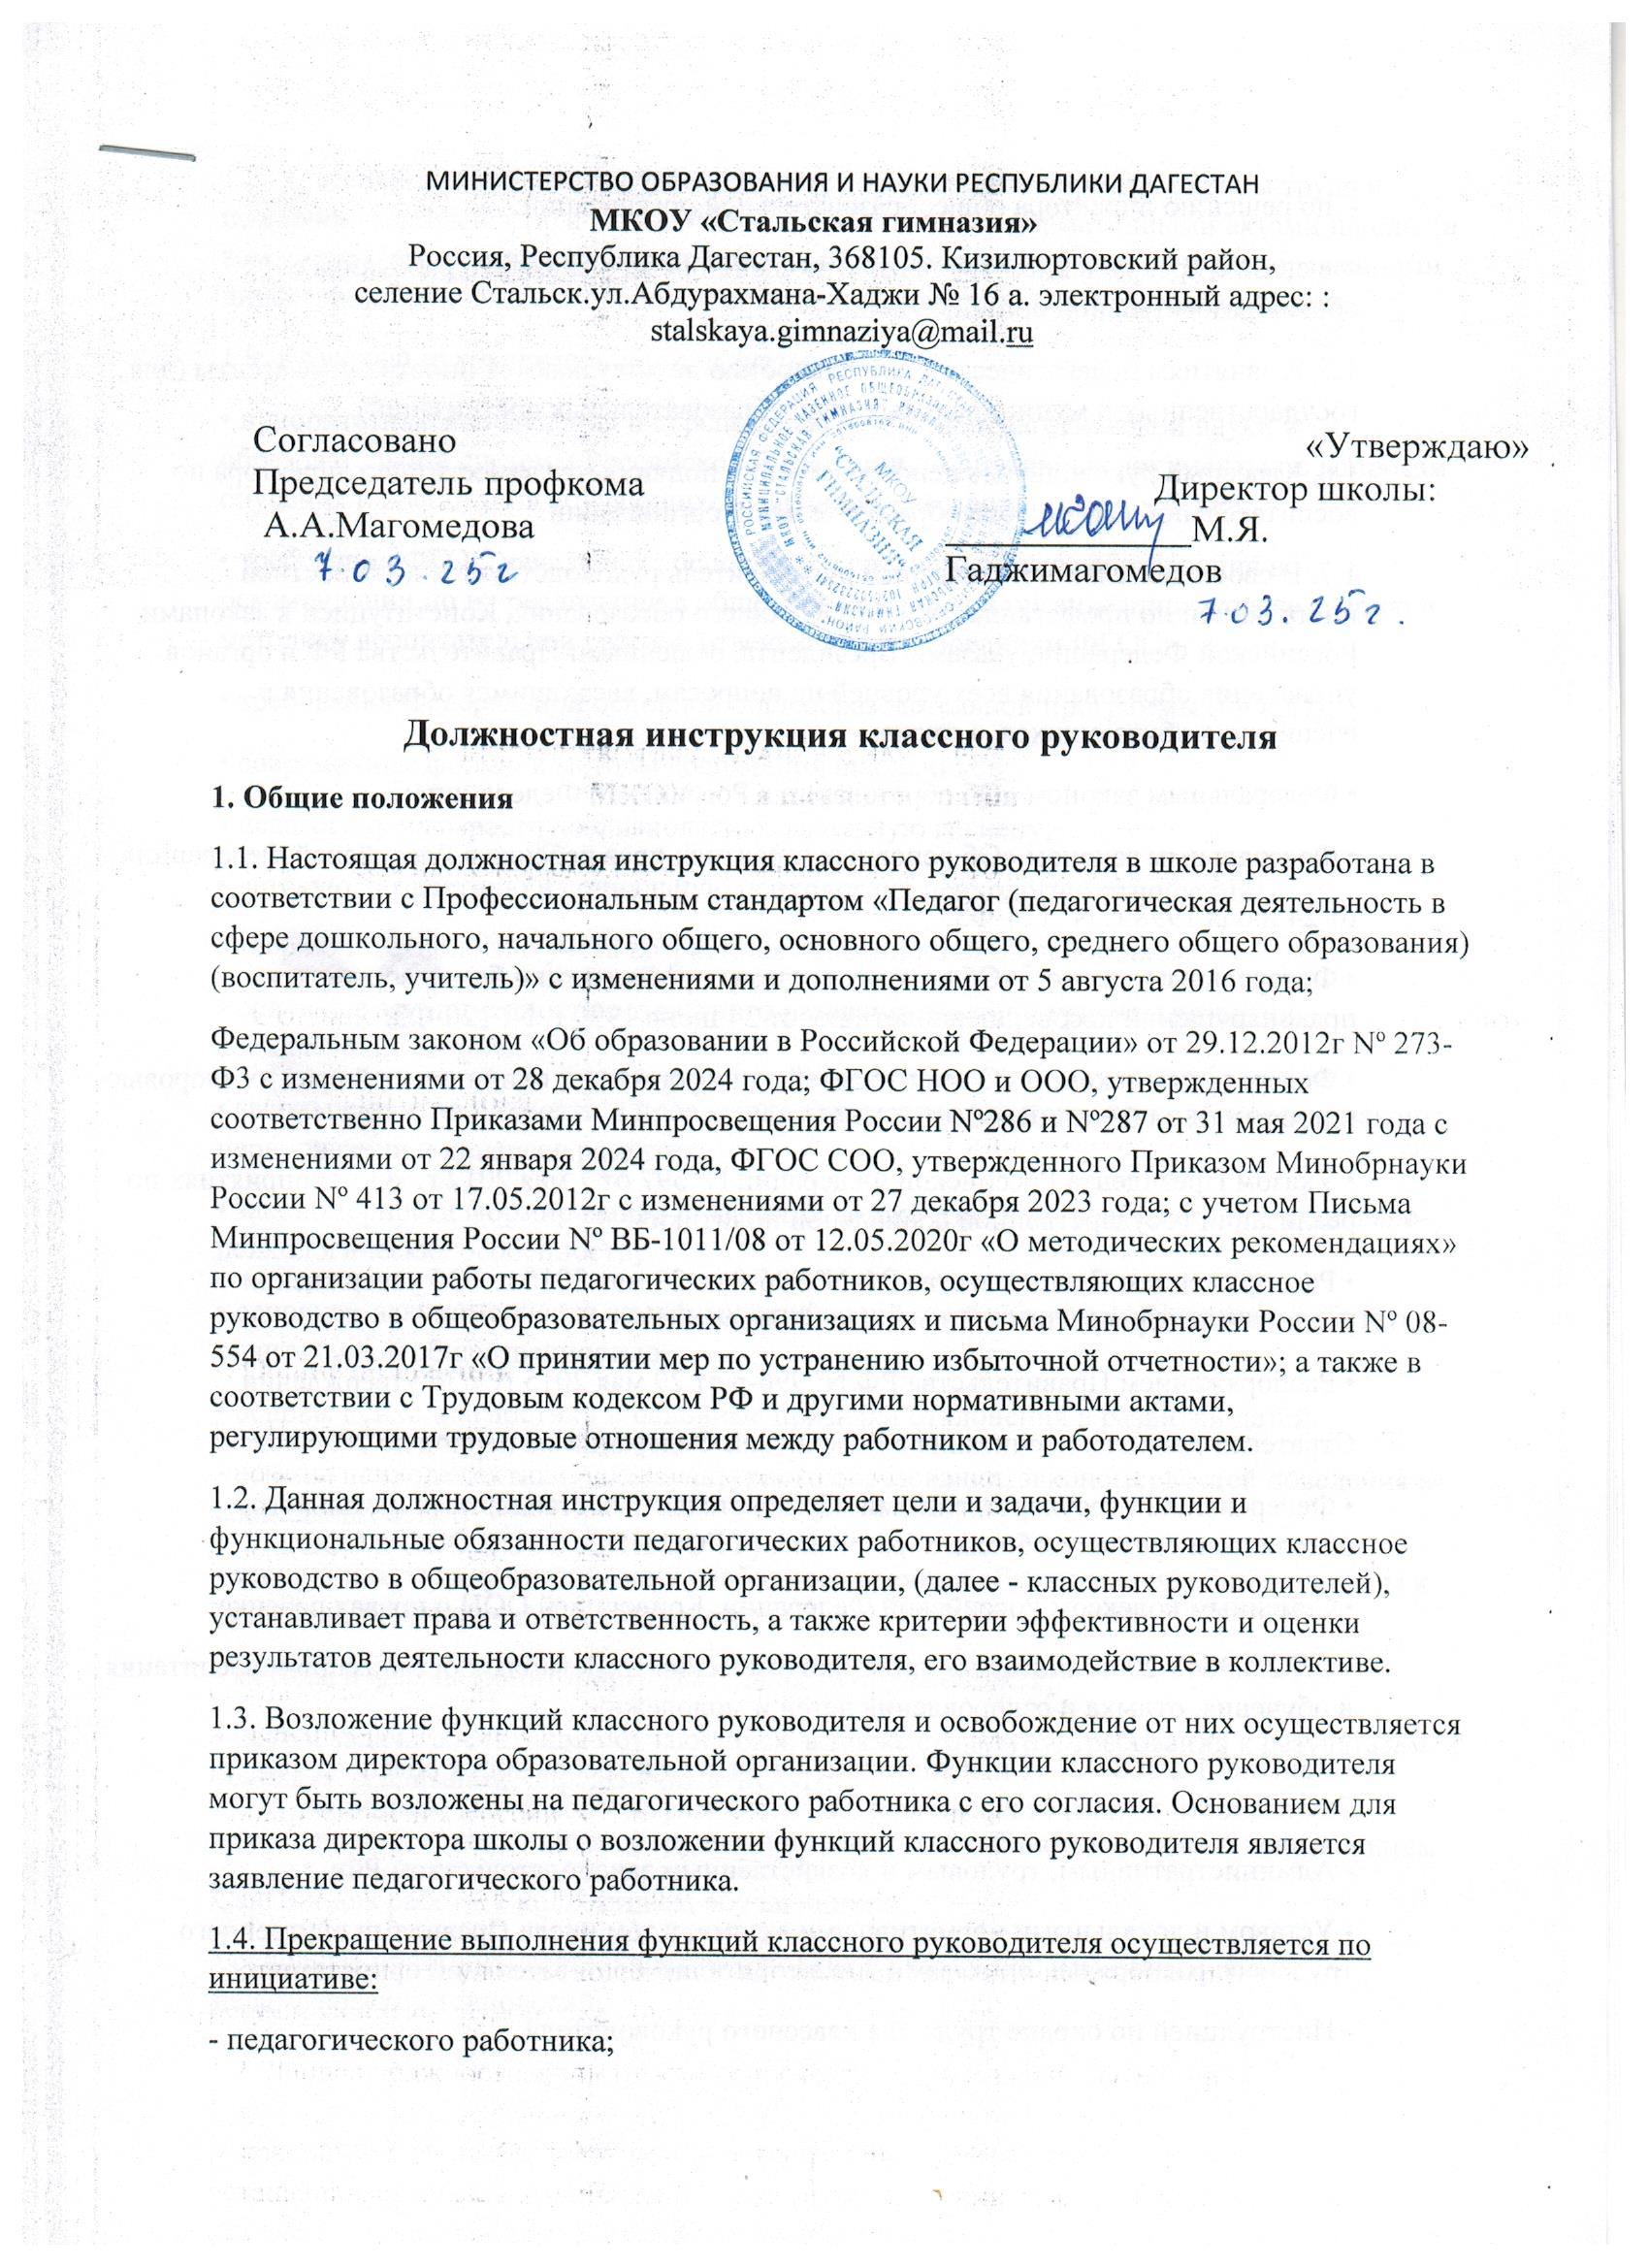 МИНИСТЕРСТВО ОБРАЗОВАНИЯ И НАУКИ РЕСПУБЛИКИ ДАГЕСТАН
МКОУ «Стальская гимназия»
Россия, Республика Дагестан, 368105. Кизилюртовский район,
селение Стальск.ул.Абдурахмана-Хаджи № 16 а. электронный адрес: :
stalskaya.gimnaziya@mail.ru
Согласовано
Председатель профкома
А.А.Магомедова
7.03.25г
МКОУ
"СТАЛЬСКАЯ
ГИМНАЗИЯ"
«Утверждаю»
Директор школы:
М.Я.
Гаджимагомедов
7.03.25г.
Должностная инструкция классного руководителя
1. Общие положения
1.1. Настоящая должностная инструкция классного руководителя в школе разработана в
соответствии с Профессиональным стандартом «Педагог (педагогическая деятельность в
сфере дошкольного, начального общего, основного общего, среднего общего образования)
(воспитатель, учитель)» с изменениями и дополнениями от 5 августа 2016 года;
Федеральным законом «Об образовании в Российской Федерации» от 29.12.2012г № 273-
ФЗ с изменениями от 28 декабря 2024 года; ФГОС НОО и ООО, утвержденных
соответственно Приказами Минпросвещения России №286 и №287 от 31 мая 2021 года с
изменениями от 22 января 2024 года, ФГОС СОО, утвержденного Приказом Минобрнауки
России № 413 от 17.05.2012г с изменениями от 27 декабря 2023 года; с учетом Письма
Минпросвещения России № ВБ-1011/08 от 12.05.2020г «О методических рекомендациях»
по организации работы педагогических работников, осуществляющих классное
руководство в общеобразовательных организациях и письма Минобрнауки России № 08-
554 от 21.03.2017г «О принятии мер по устранению избыточной отчетности»; а также в
соответствии с Трудовым кодексом РФ и другими нормативными актами,
регулирующими трудовые отношения между работником и работодателем.
1.2. Данная должностная инструкция определяет цели и задачи, функции и
функциональные обязанности педагогических работников, осуществляющих классное
руководство в общеобразовательной организации, (далее - классных руководителей),
устанавливает права и ответственность, а также критерии эффективности и оценки
результатов деятельности классного руководителя, его взаимодействие в коллективе.
1.3. Возложение функций классного руководителя и освобождение от них осуществляется
приказом директора образовательной организации. Функции классного руководителя
могут быть возложены на педагогического работника с его согласия. Основанием для
приказа директора школы о возложении функций классного руководителя является
заявление педагогического работника.
1.4. Прекращение выполнения функций классного руководителя осуществляется по
инициативе:
- педагогического работника;